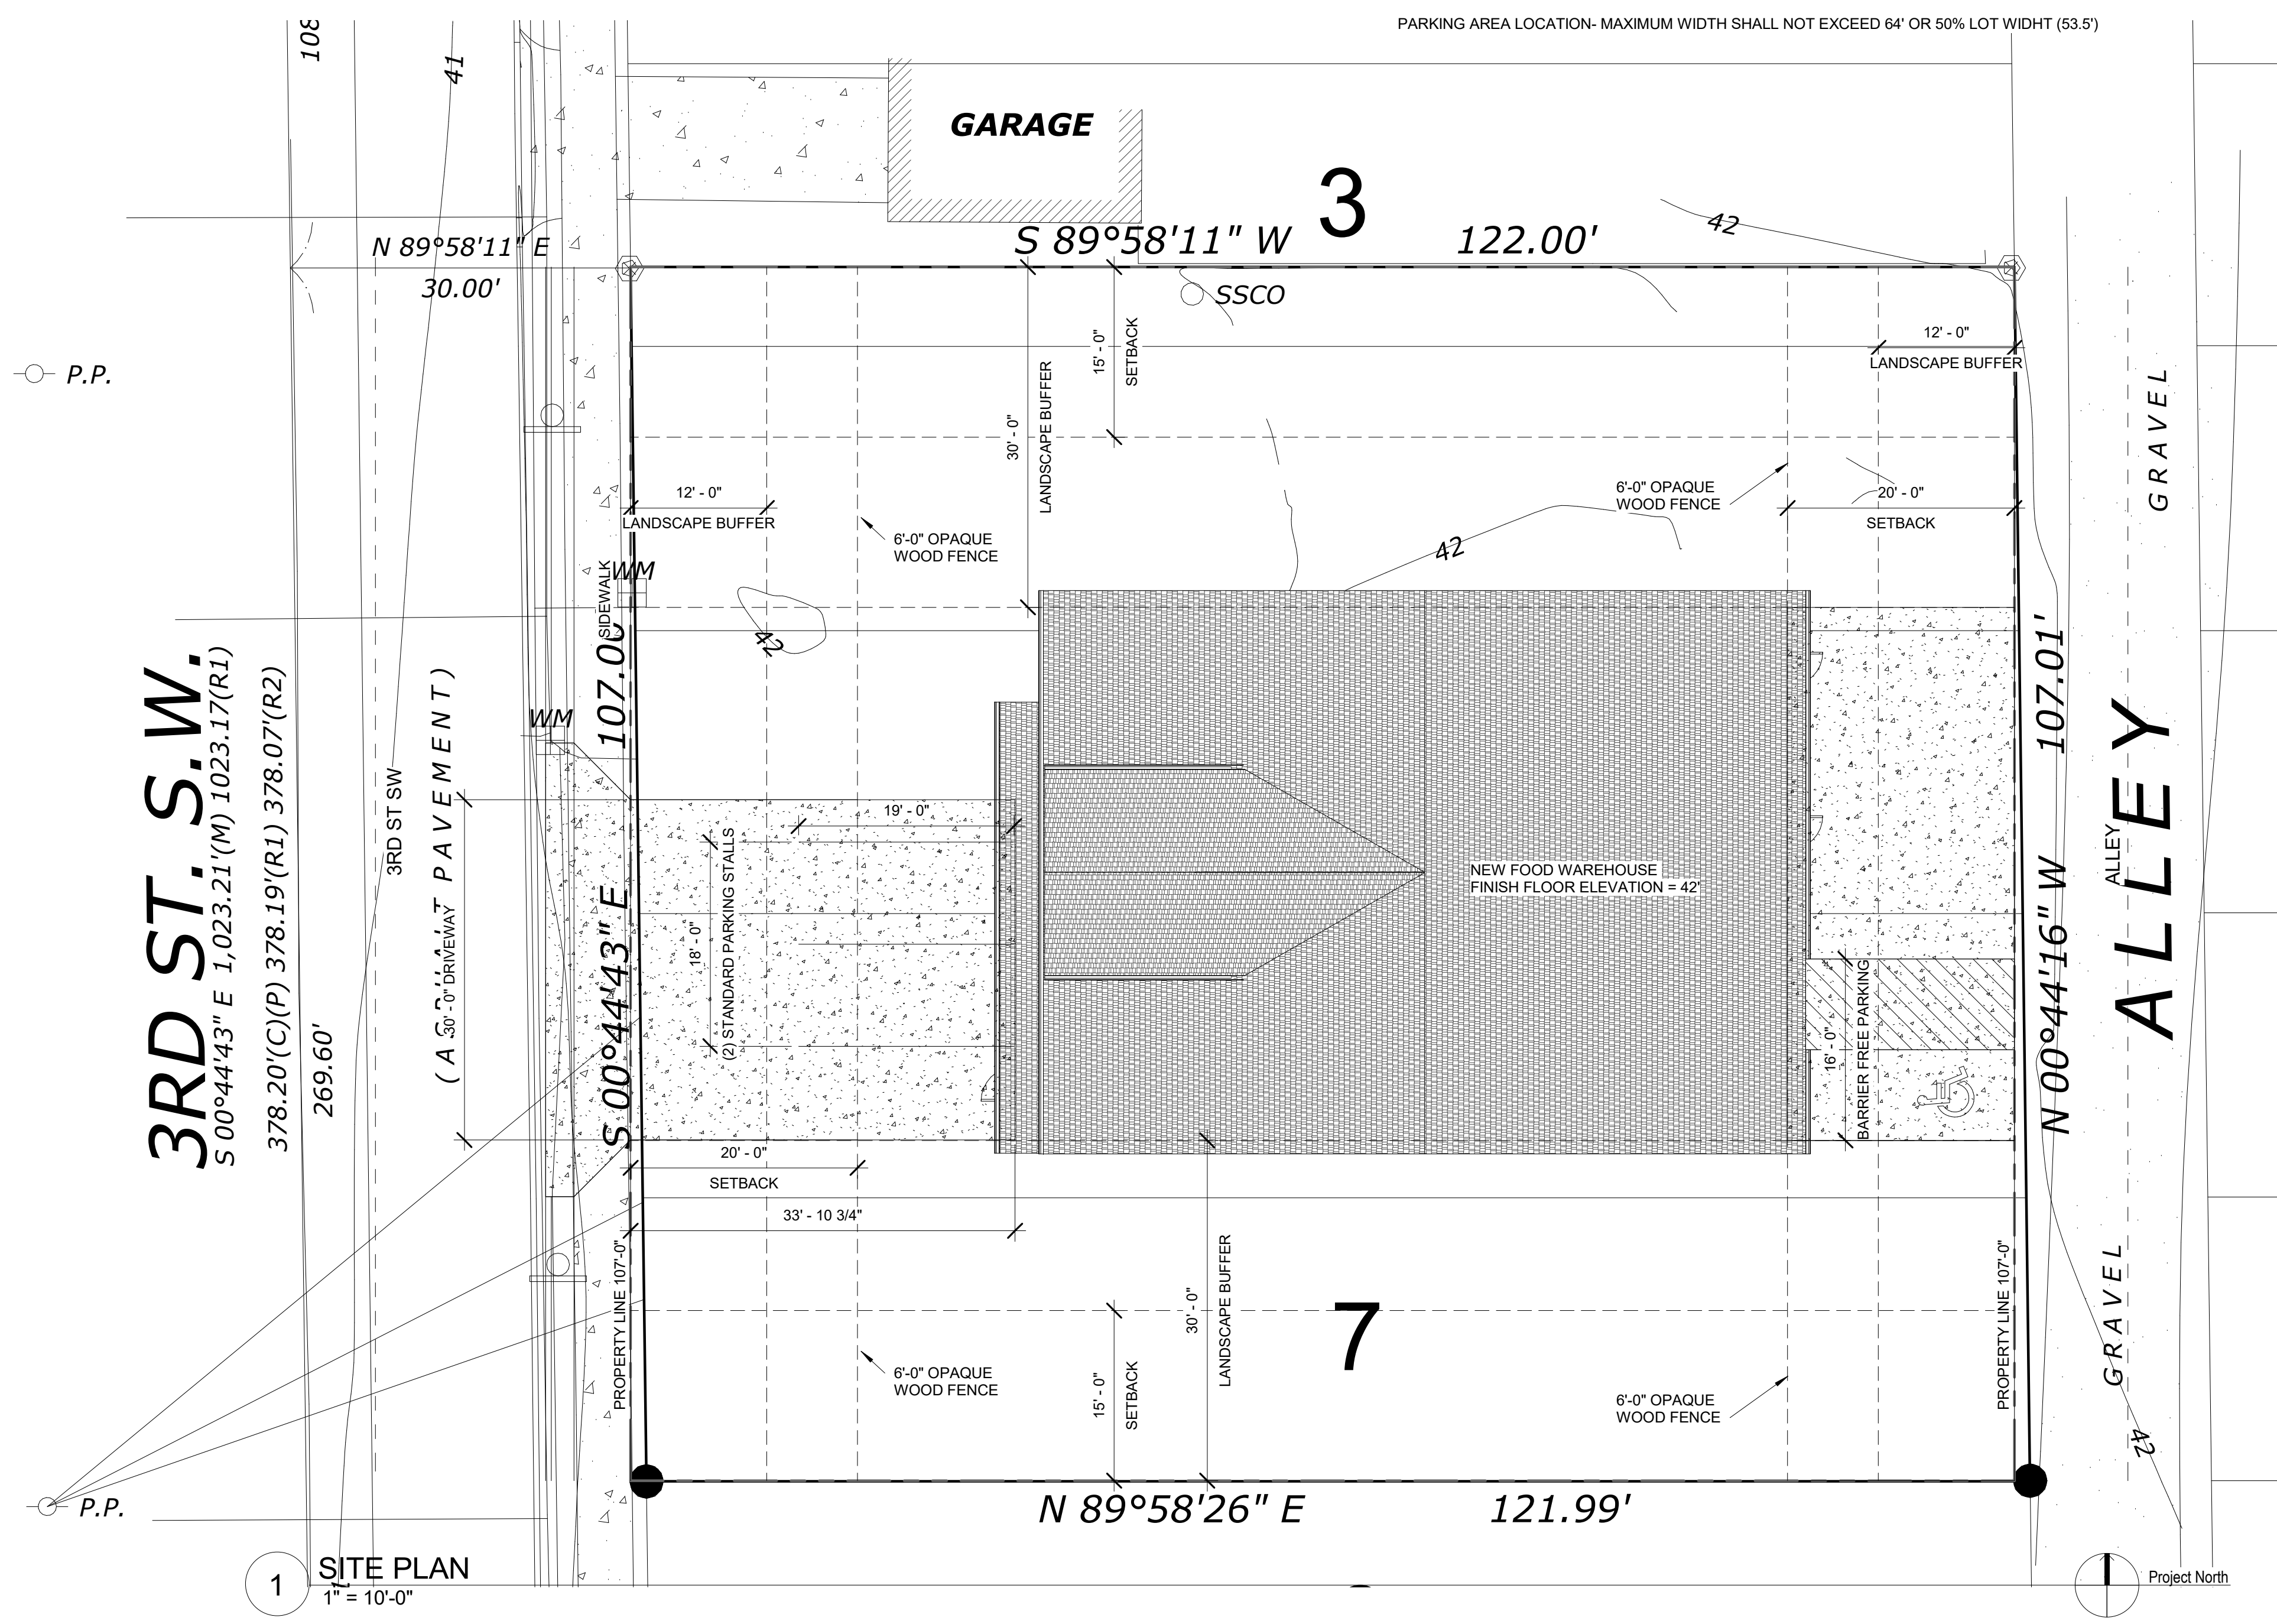 PARKING AREA LOCATION- MAXIMUM WIDTH SHALL NOT EXCEED 64' OR 50% LOT WIDHT (53.5')
108
41
GARAGE
3
42
N 89°58'11" E
30.00'
S 89°58'11" W 122.00'
SSCO
P.P.
15' - 0"
SETBACK
12' - 0"
LANDSCAPE BUFFER
30' - 0"
LANDSCAPE BUFFER
GRAVEL
12' - 0"
LANDSCAPE BUFFER
6'-0" OPAQUE
WOOD FENCE
6'-0" OPAQUE
WOOD FENCE
20' - 0"
SETBACK
42
WM
SIDEWALK
42
107.00'
WM
107.01'
3RD ST. S.W.
S 00°44'43" E 1,023.21'(M) 1023.17(R1)
378.20'(C)(P) 378.19'(R1) 378.07'(R2)
269.60'
3RD ST SW
PAVEMENT)
30' - 0" DRIVEWAY
S 00°44'43" E
19' - 0"
18' - 0"
(2) STANDARD PARKING STALLS
NEW FOOD WAREHOUSE
FINISH FLOOR ELEVATION = 42'
16' - 0"
BARRIER FREE PARKING
N 00°44'16" W
ALLEY
ALLEY
20' - 0"
SETBACK
33' - 10 3/4"
PROPERTY LINE 107'-0"
30' - 0"
LANDSCAPE BUFFER
7
PROPERTY LINE 107'-0"
GRAVEL
6'-0" OPAQUE
WOOD FENCE
15' - 0"
SETBACK
6'-0" OPAQUE
WOOD FENCE
42
P.P.
N 89°58'26" E 121.99'
1
SITE PLAN
1" = 10'-0"
Project North